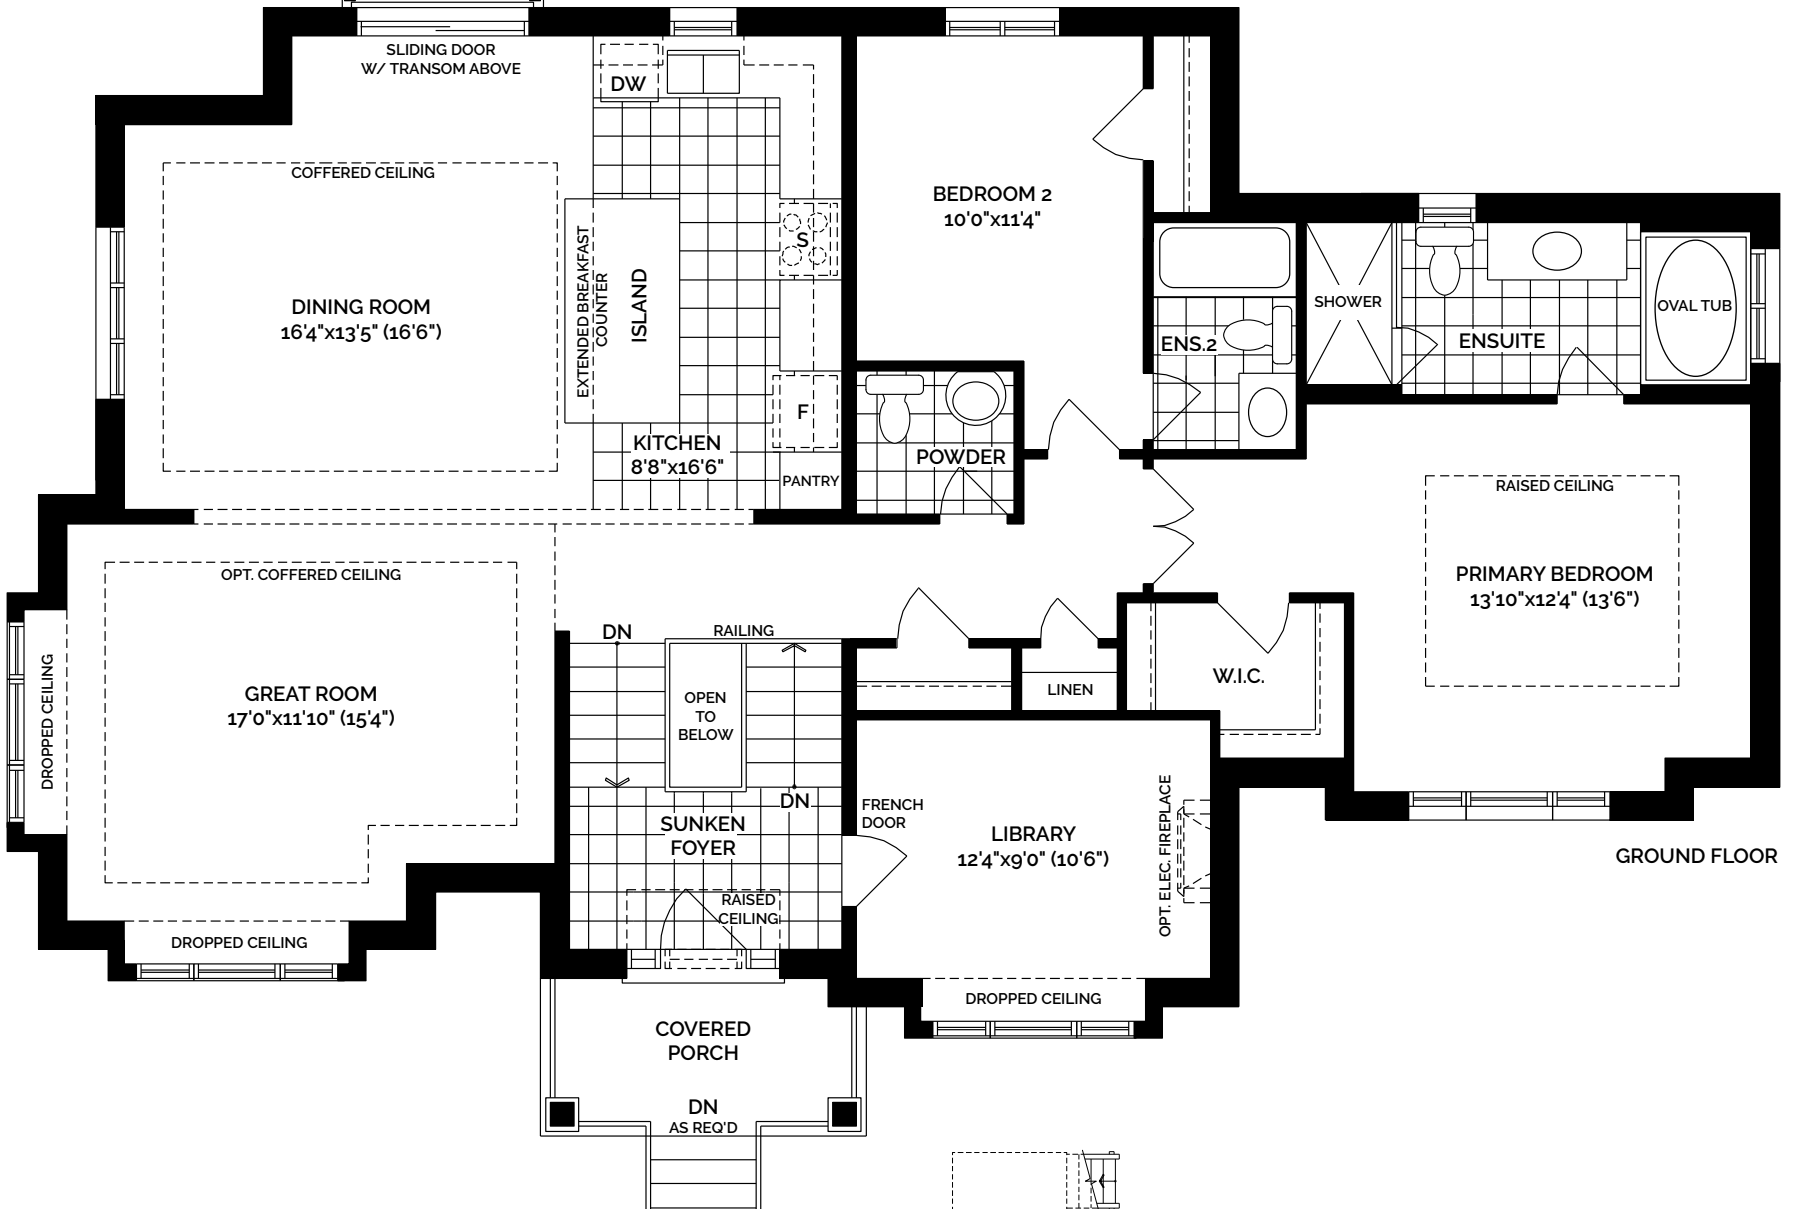 SLIDING DOOR
W/ TRANSOM ABOVE
DW
COFFERED CEILING
DINING ROOM
16'4"x13'5" (16'6")
EXTENDED BREAKFAST
COUNTER
ISLAND
S
F
KITCHEN
8'8"x16'6"
PANTRY
BEDROOM 2
10'0"x11'4"
POWDER
ENS.2
SHOWER
ENSUITE
OVAL TUB
RAISED CEILING
PRIMARY BEDROOM
13'10"x12'4" (13'6")
OPT. COFFERED CEILING
GREAT ROOM
17'0"x11'10" (15'4")
DROPPED CEILING
DROPPED CEILING
DN
RAILING
OPEN
TO
BELOW
DN
SUNKEN
FOYER
RAISED
CEILING
LINEN
W.I.C.
FRENCH
DOOR
LIBRARY
12'4"x9'0" (10'6")
OPT. ELEC. FIREPLACE
DROPPED CEILING
GROUND FLOOR
COVERED
PORCH
DN
AS REQ'D